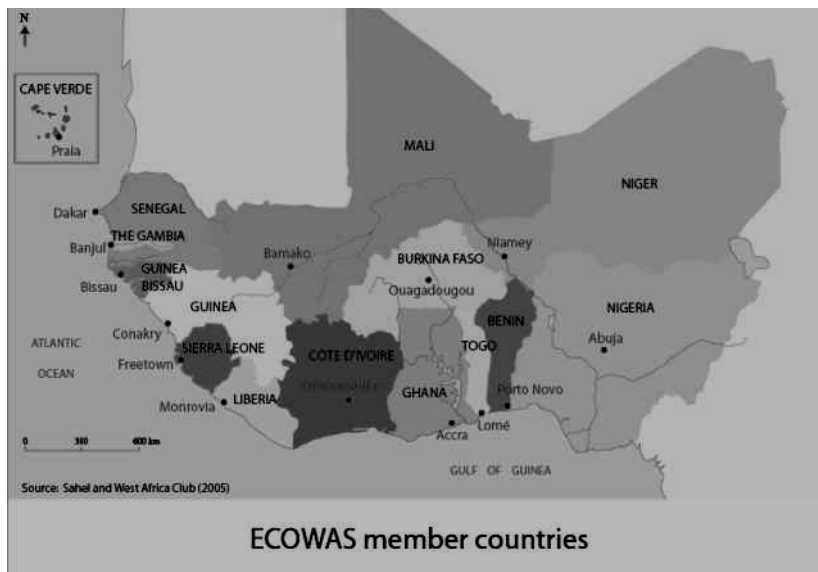 N
CAPE VERDE
Praia
MALI
NIGER
Dakar
SENEGAL
THE GAMBIA
Banjul
Bamako
Niamey
BURKINA FASO
GUINEA
BISSAU
Bissau
Ouagadougou
GUINEA
NIGERIA
BENIN
Conakry
SIERRA LEONE
CÔTE D'IVOIRE
TOGO
Abuja
ATLANTIC
OCEAN
Freetown
GHANA
Porto Novo
LIBERIA
Monrovia
Lomé
Accra
0 300 600 km
GULF OF GUINEA
Source: Sahel and West Africa Club (2005)
ECOWAS member countries